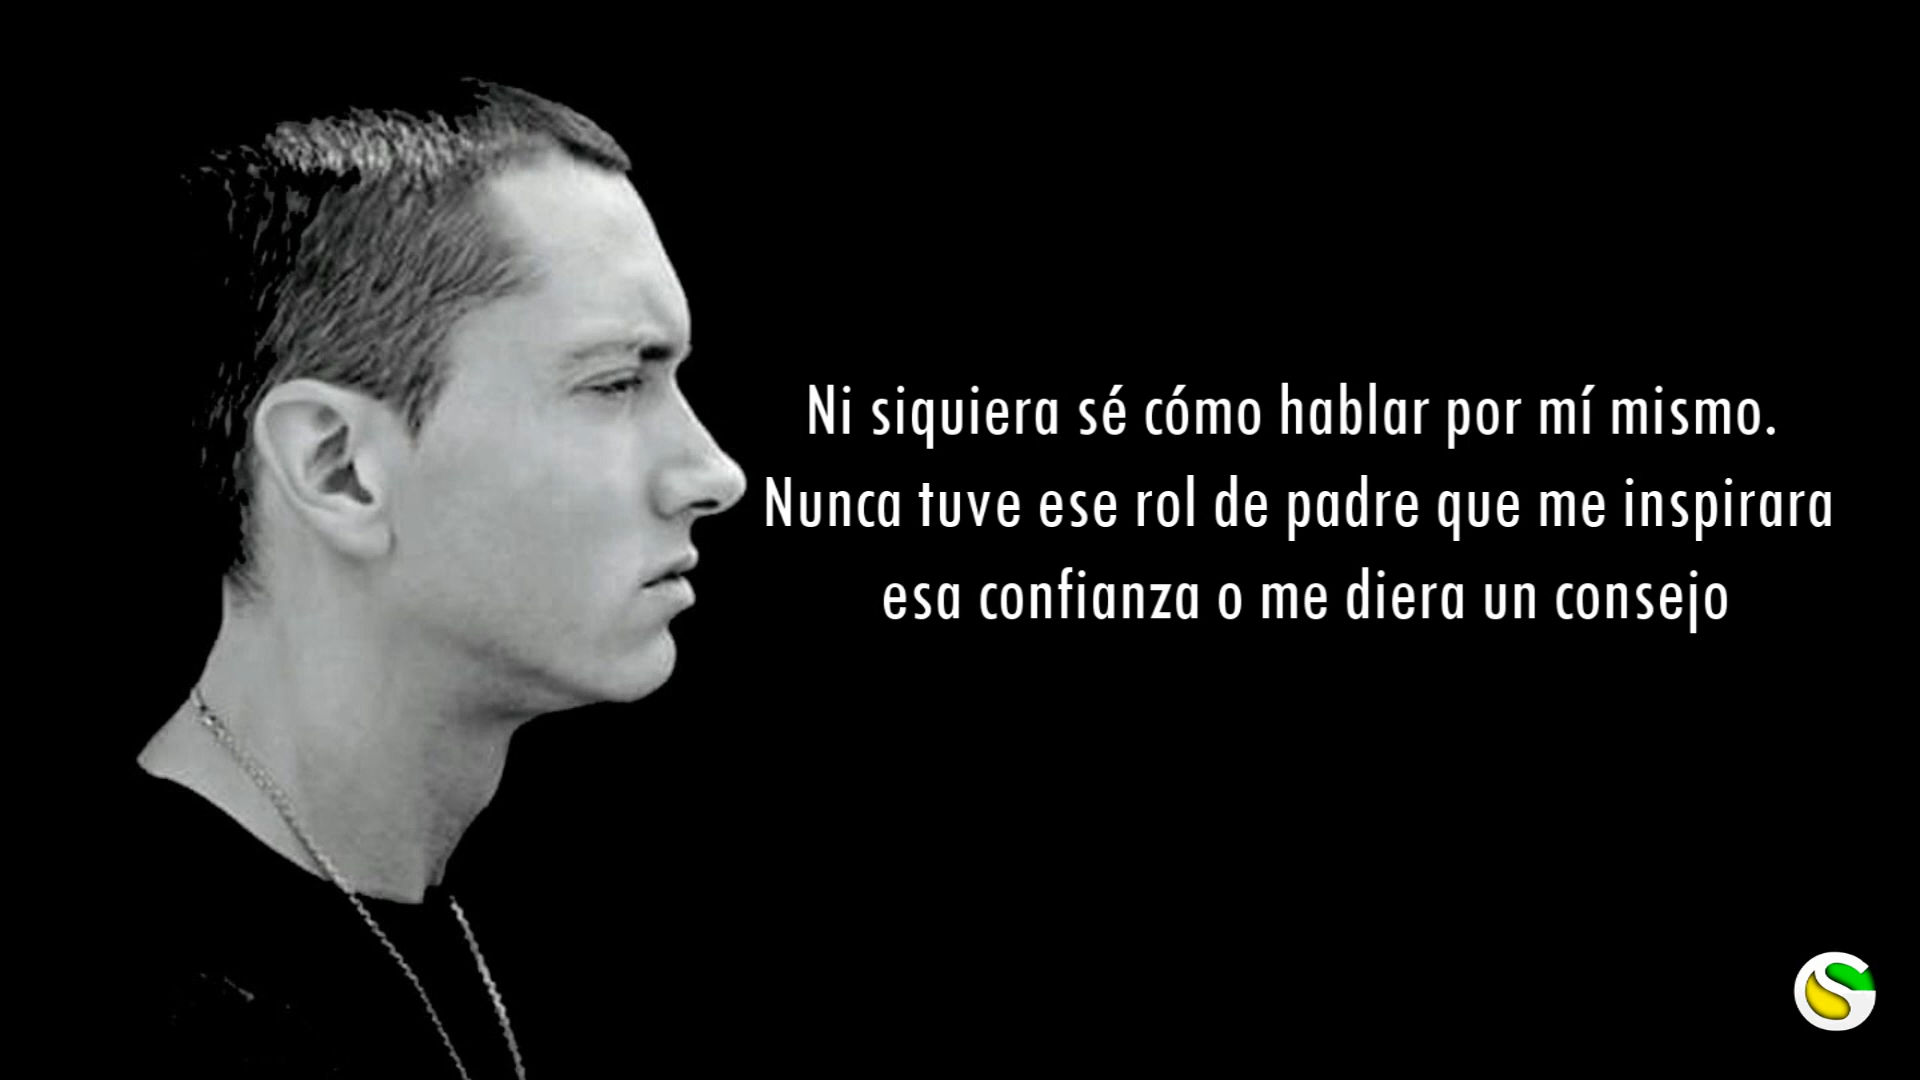 Ni siquiera sé cómo hablar por mí mismo.
Nunca tuve ese rol de padre que me inspirara
esa confianza o me diera un consejo